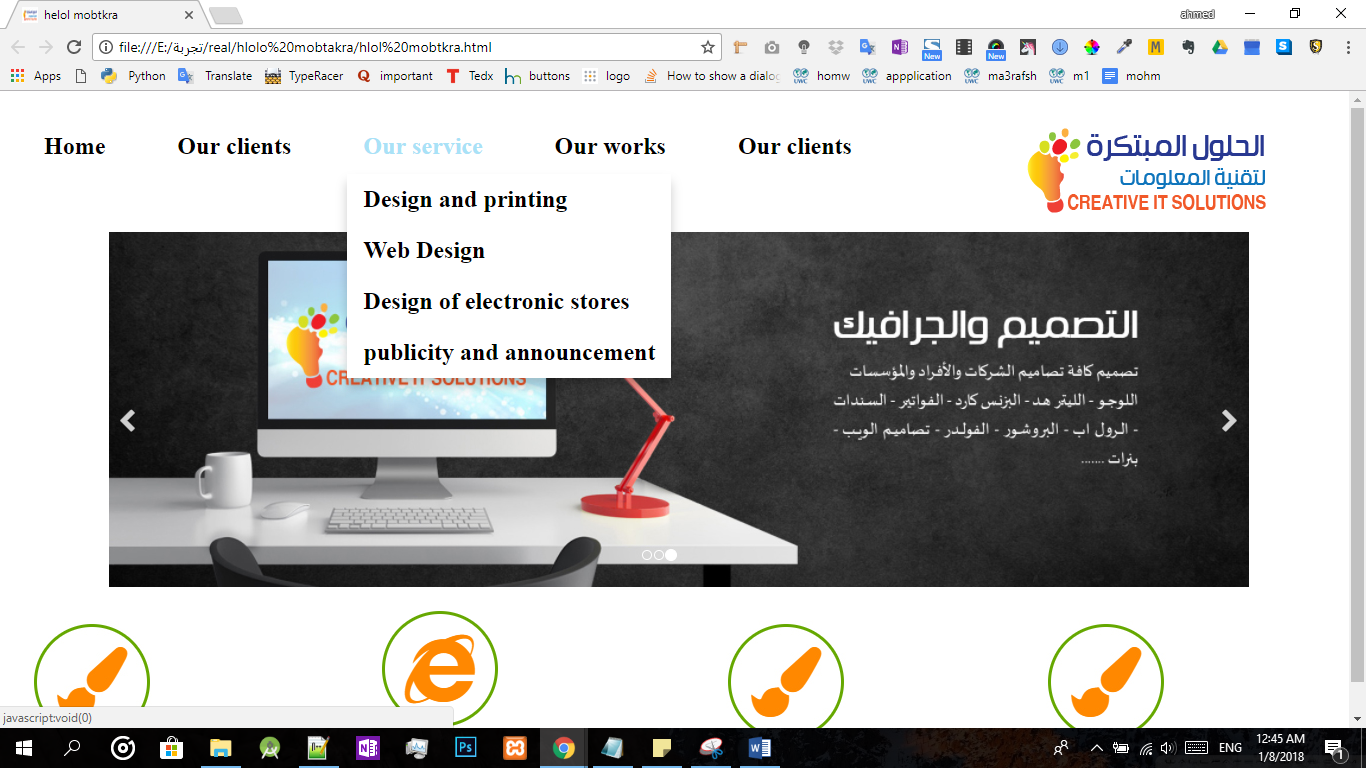 helol mobtkra
ahmed
file:///E:/تجربة/real/hlolo%20mobtakra/hlol%20mobtkra.html
New
New
Apps
Python
Translate
TypeRacer
important
Tedx
buttons
logo
How to show a dialog
homw
appplication
ma3rafsh
m1
mohm
Home
Our clients
Our service
Our works
Our clients
الحلول المبتكرة
لتقنية المعلومات
CREATIVE IT SOLUTIONS
Design and printing
Web Design
Design of electronic stores
publicity and announcement
CREATIVE IT SOLUTIONS
التصميم والجرافيك
تصميم كافة تصاميم الشركات والأفراد والمؤسسات
اللوجو - الليتر هد - البزنس كارد - الفواتير - السندات
- الرول اب - البروشور - الفولدر - تصاميم الويب -
بنرات .......
javascript:void(0)
ENG
12:45 AM
1/8/2018